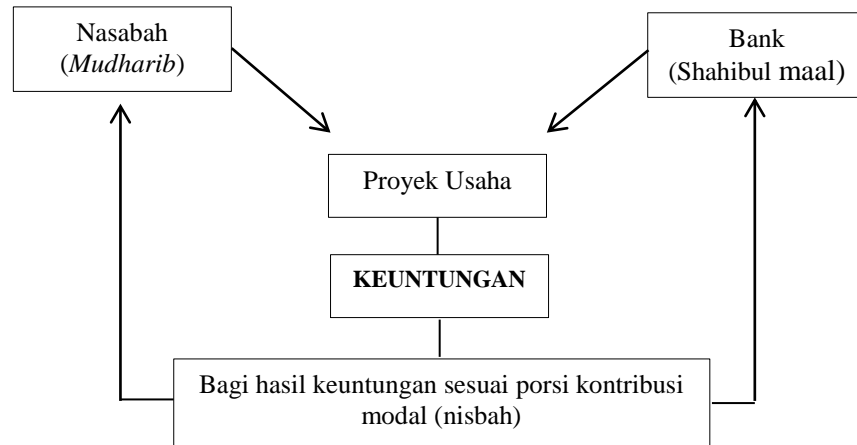 Nasabah
(Mudharib)
Bank
(Shahibul maal)
Proyek Usaha
KEUNTUNGAN
Bagi hasil keuntungan sesuai porsi kontribusi
modal (nisbah)